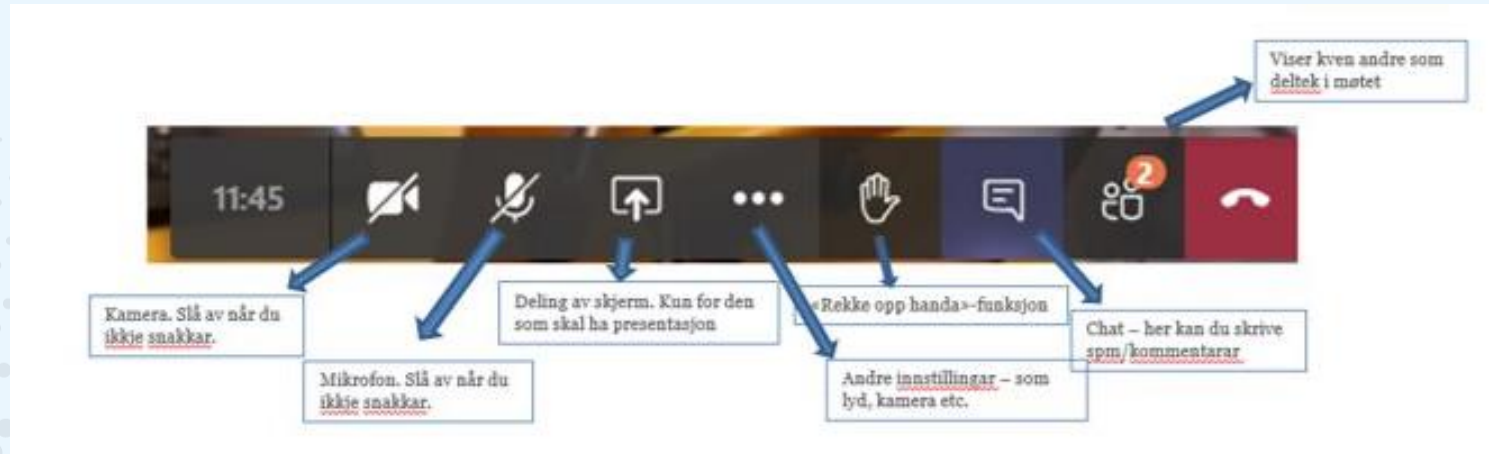 Viser kven andre som
deltek i møtet
11:45
2
Kamera. Slå av når du
ikkje snakkar.
Mikrofon. Slå av når du
ikkje snakkar.
Deling av skjerm. Kun for den
som skal ha presentasjon
«Rekke opp handa»-funksjon
Andre innstillingar – som
lyd, kamera etc.
Chat – her kan du skrive
spm/kommentarar